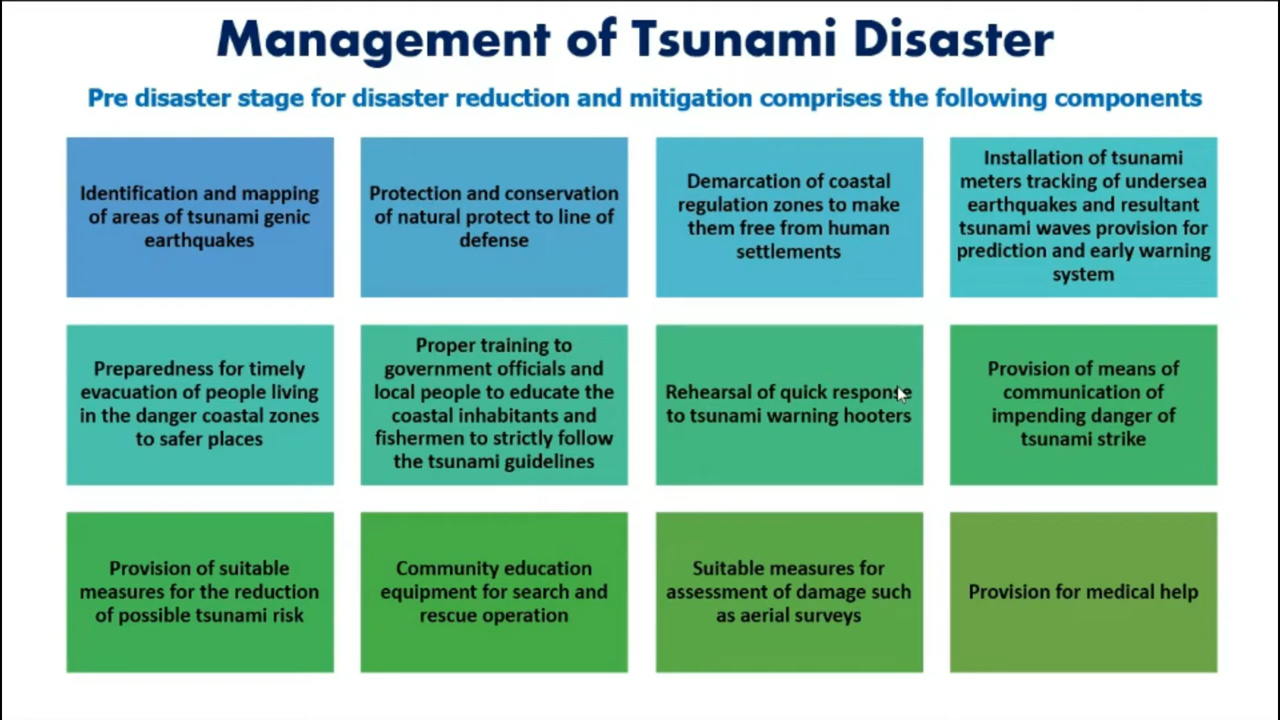 Management of Tsunami Disaster
Pre disaster stage for disaster reduction and mitigation comprises the following components
Identification and mapping
of areas of tsunami genic
earthquakes
Protection and conservation
of natural protect to line of
defense
Demarcation of coastal
regulation zones to make
them free from human
settlements
Installation of tsunami
meters tracking of undersea
earthquakes and resultant
tsunami waves provision for
prediction and early warning
system
Preparedness for timely
evacuation of people living
in the danger coastal zones
to safer places
Proper training to
government officials and
local people to educate the
coastal inhabitants and
fishermen to strictly follow
the tsunami guidelines
Rehearsal of quick response
to tsunami warning hooters
Provision of means of
communication of
impending danger of
tsunami strike
Provision of suitable
measures for the reduction
of possible tsunami risk
Community education
equipment for search and
rescue operation
Suitable measures for
assessment of damage such
as aerial surveys
Provision for medical help